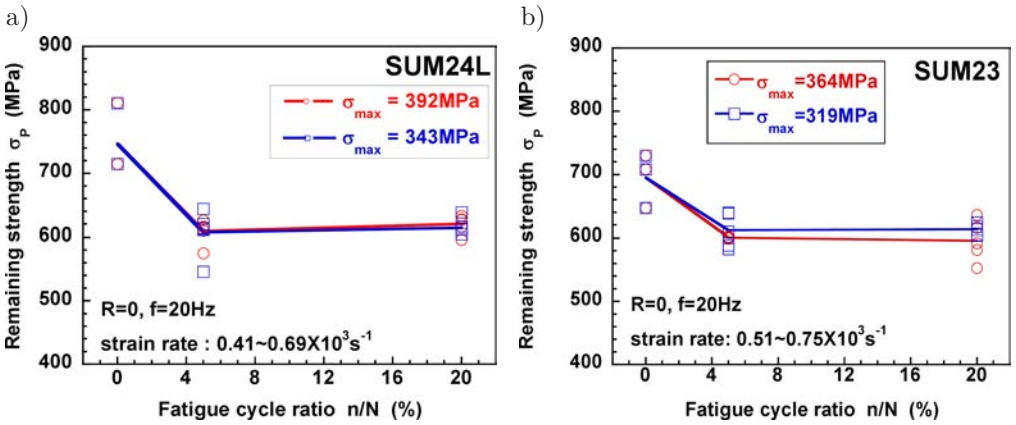 a)
900
800
700
600
500
400
Remaining strength σP (MPa)
SUM24L
σmax = 392MPa
σmax = 343MPa
R=0, f=20Hz
strain rate : 0.41~0.69X10³s⁻¹
0 4 8 12 16 20
Fatigue cycle ratio n/N (%)
b)
900
800
700
600
500
400
Remaining strength σP (MPa)
SUM23
σmax=364MPa
σmax=319MPa
R=0, f=20Hz
strain rate: 0.51~0.75X10³s⁻¹
0 4 8 12 16 20
Fatigue cycle ratio n/N (%)